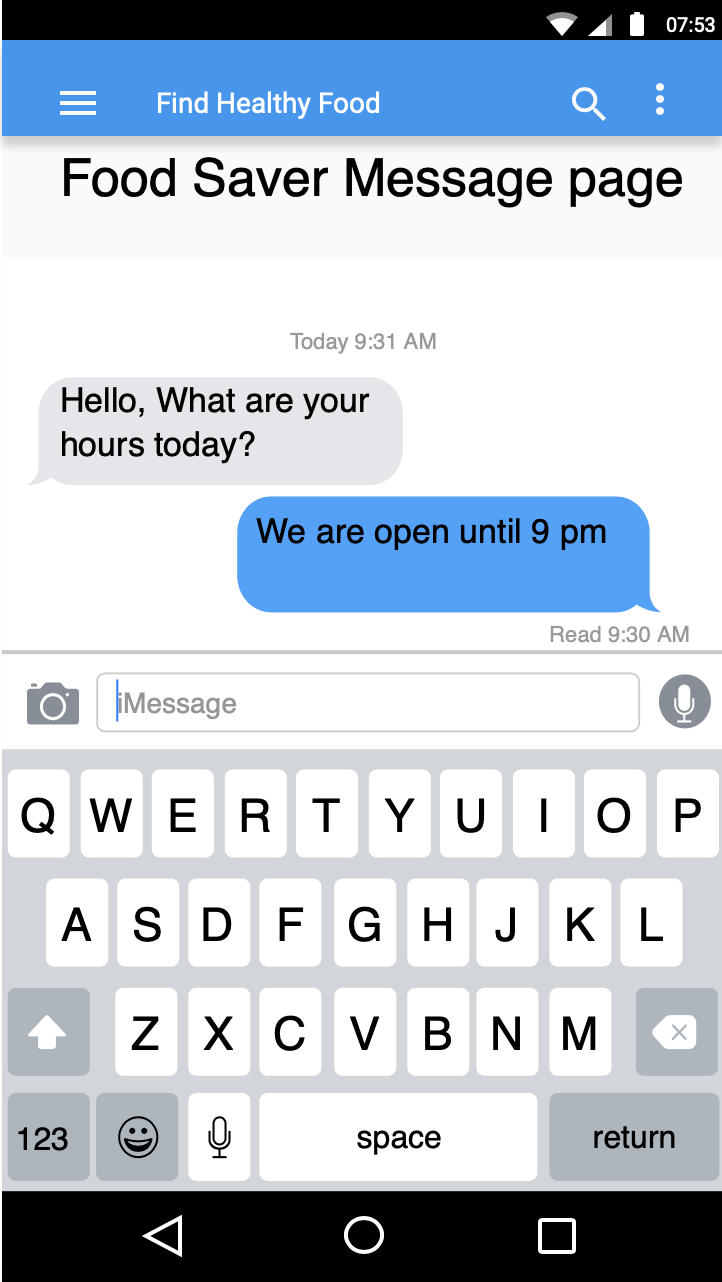 07:53
Find Healthy Food
Food Saver Message page
Today 9:31 AM
Hello, What are your
hours today?
We are open until 9 pm
Read 9:30 AM
iMessage
Q W E R T Y U I O P
A S D F G H J K L
Z X C V B N M
123 space return